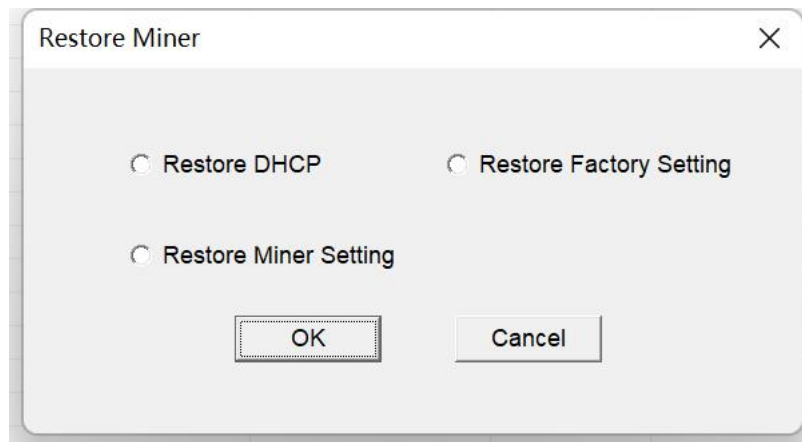 Restore Miner
Restore DHCP Restore Factory Setting
Restore Miner Setting
OK Cancel